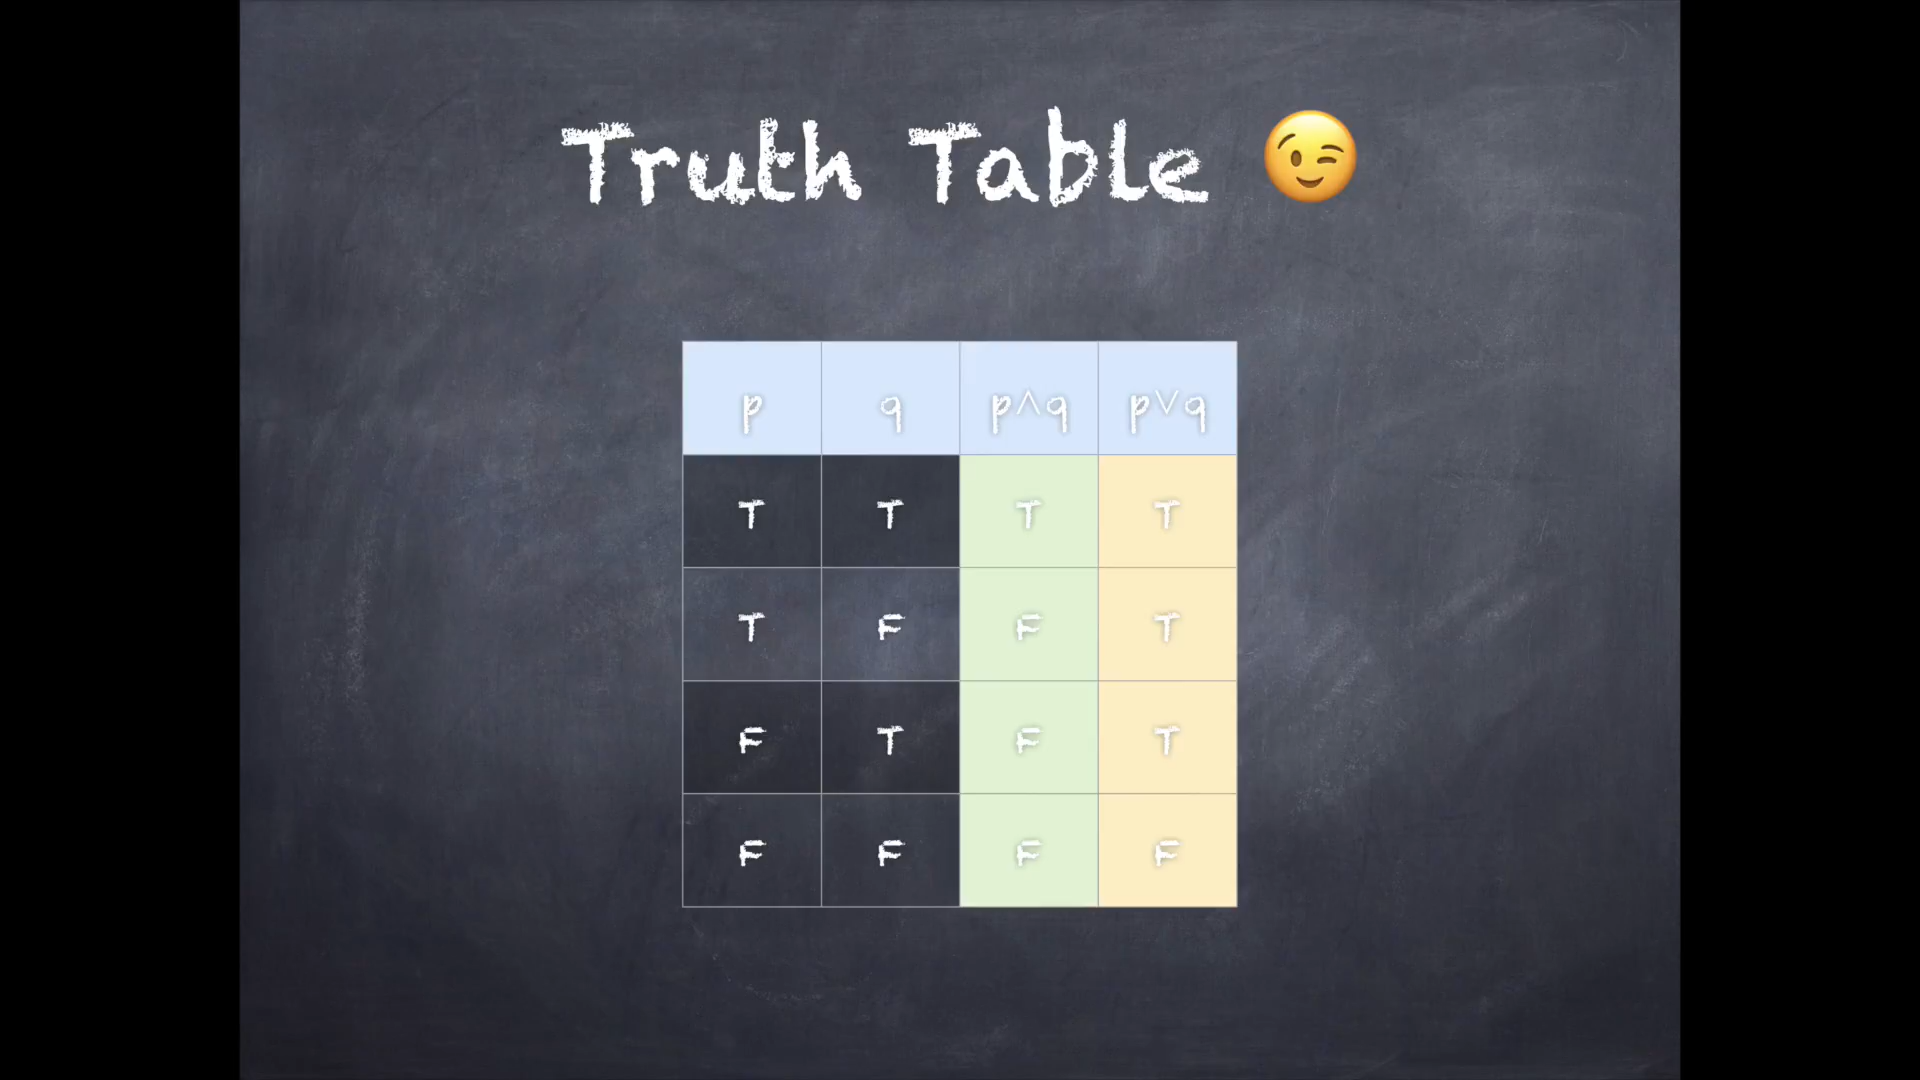 Truth Table 😉
p q p∧q p∨q
T T T T
T F F T
F T F T
F F F F